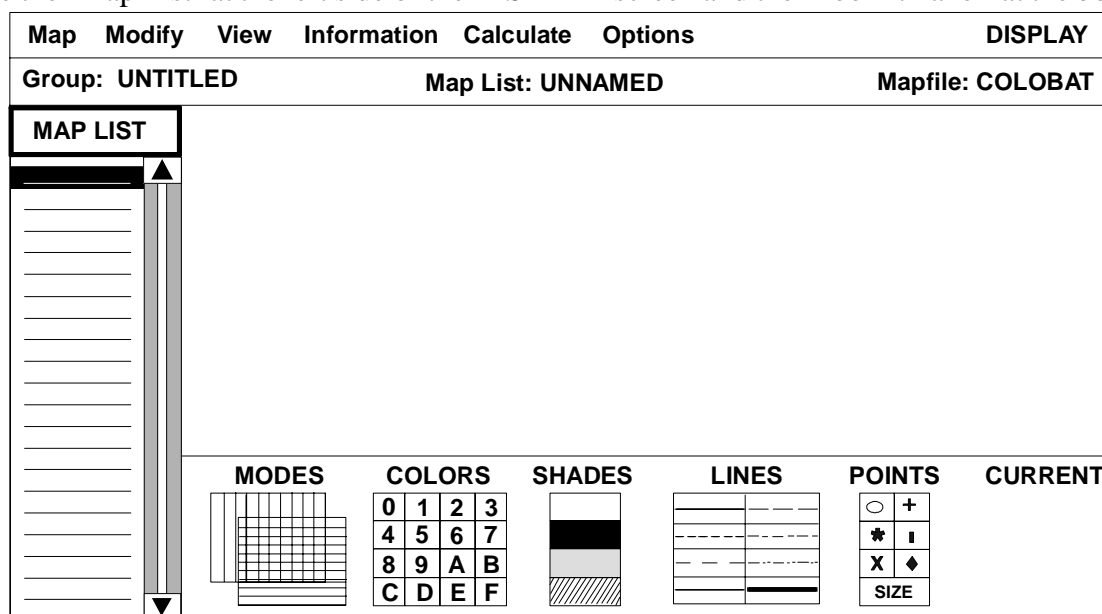 Map Modify View Information Calculate Options DISPLAY
Group: UNTITLED Map List: UNNAMED Mapfile: COLOBAT
MAP LIST
MODES COLORS SHADES LINES POINTS CURRENT
0 1 2 3
4 5 6 7
8 9 A B
C D E F
+
*
X
SIZE